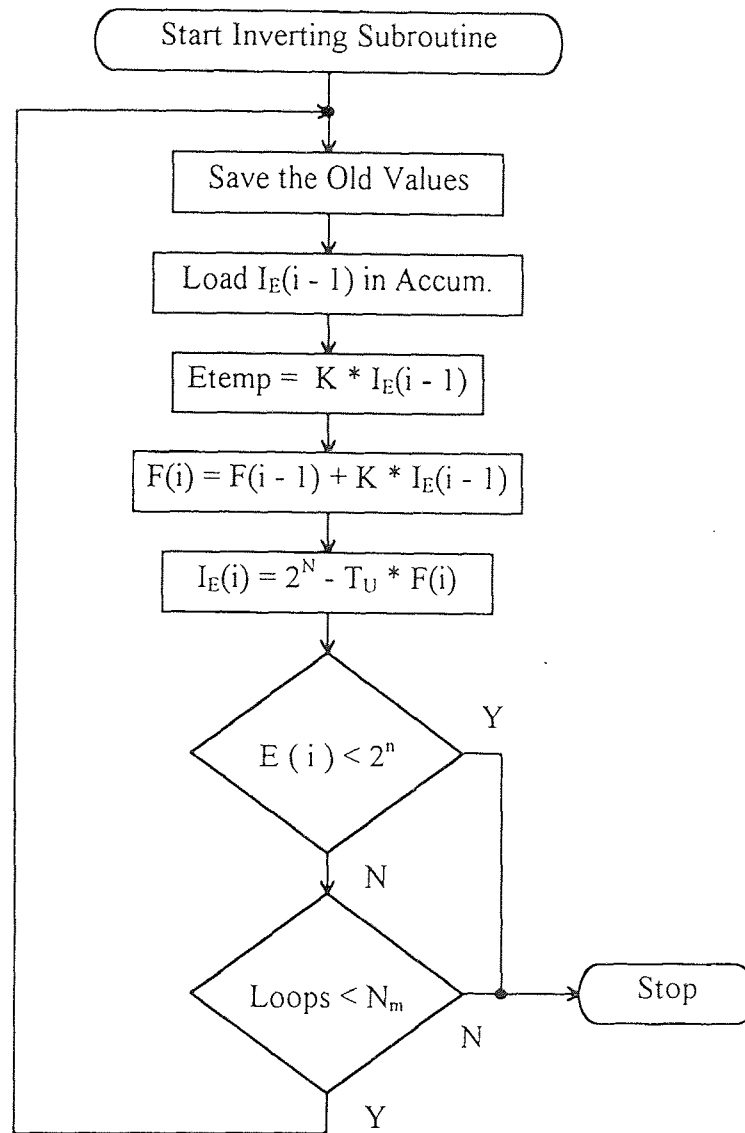 Start Inverting Subroutine
Save the Old Values
Load I_E(i - 1) in Accum.
Etemp = K * I_E(i - 1)
F(i) = F(i - 1) + K * I_E(i - 1)
I_E(i) = 2^N - T_U * F(i)
E ( i ) < 2^n
Y
N
Loops < N_m
N
Stop
Y